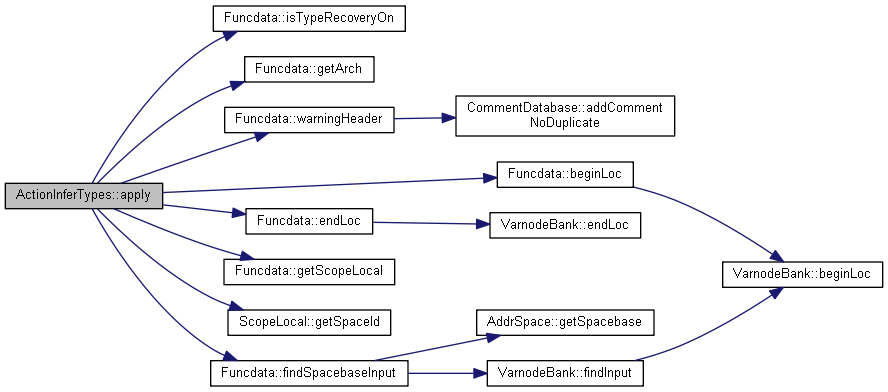 Funcdata::isTypeRecoveryOn
Funcdata::getArch
CommentDatabase::addComment
NoDuplicate
Funcdata::warningHeader
Funcdata::beginLoc
ActionInferTypes::apply
Funcdata::endLoc
VarnodeBank::endLoc
Funcdata::getScopeLocal
VarnodeBank::beginLoc
ScopeLocal::getSpaceId
AddrSpace::getSpacebase
Funcdata::findSpacebaseInput
VarnodeBank::findInput